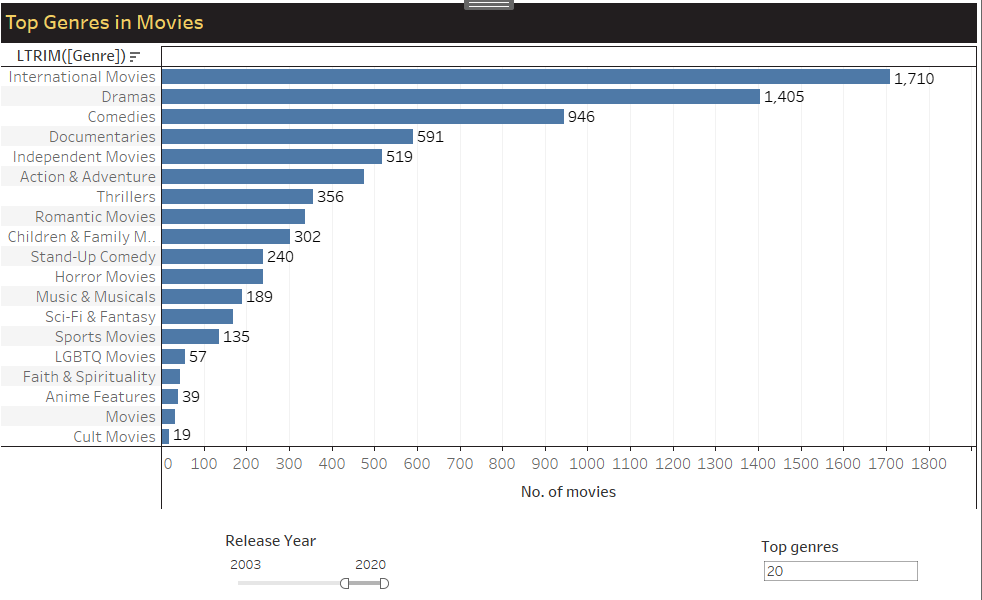 Top Genres in Movies
LTRIM([Genre])
International Movies 1,710
Dramas 1,405
Comedies 946
Documentaries 591
Independent Movies 519
Action & Adventure
Thrillers 356
Romantic Movies
Children & Family M.. 302
Stand-Up Comedy 240
Horror Movies
Music & Musicals 189
Sci-Fi & Fantasy
Sports Movies 135
LGBTQ Movies 57
Faith & Spirituality
Anime Features 39
Movies
Cult Movies 19
0 100 200 300 400 500 600 700 800 900 1000 1100 1200 1300 1400 1500 1600 1700 1800
No. of movies
Release Year
2003 2020
Top genres
20